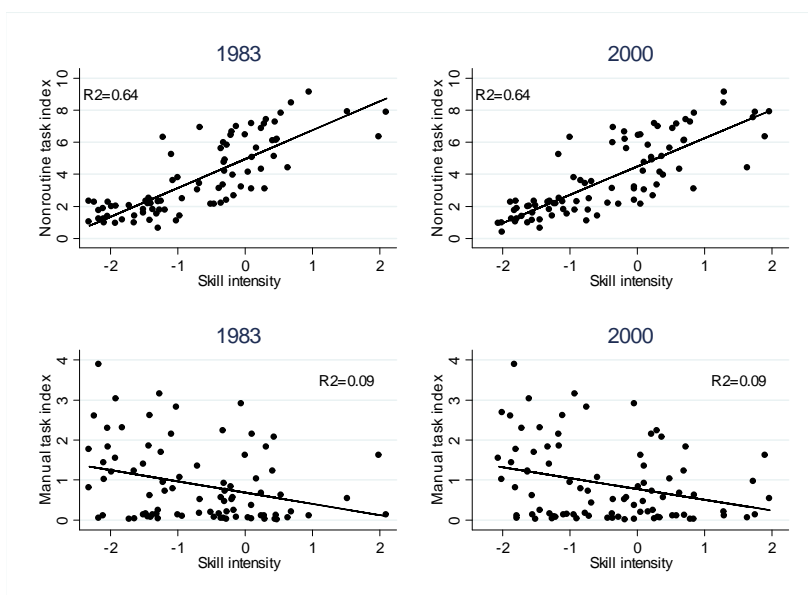 1983
Nonroutine task index
10
8
6
4
2
0
R2=0.64
-2 -1 0 1 2
Skill intensity
2000
Nonroutine task index
10
8
6
4
2
0
R2=0.64
-2 -1 0 1 2
Skill intensity
1983
Manual task index
4
3
2
1
0
R2=0.09
-2 -1 0 1 2
Skill intensity
2000
Manual task index
4
3
2
1
0
R2=0.09
-2 -1 0 1 2
Skill intensity